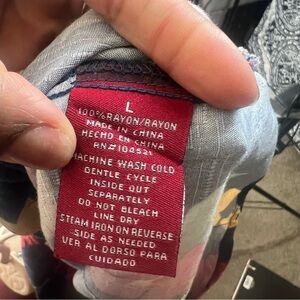 L
100% RAYON/RAYON
MADE IN CHINA
HECHO EN CHINA
RN#104521
MACHINE WASH COLD
GENTLE CYCLE
INSIDE OUT
SEPARATELY
DO NOT BLEACH
LINE DRY
STEAM IRON ON REVERSE
SIDE AS NEEDED
VER AL DORSO PARA
CUIDADO